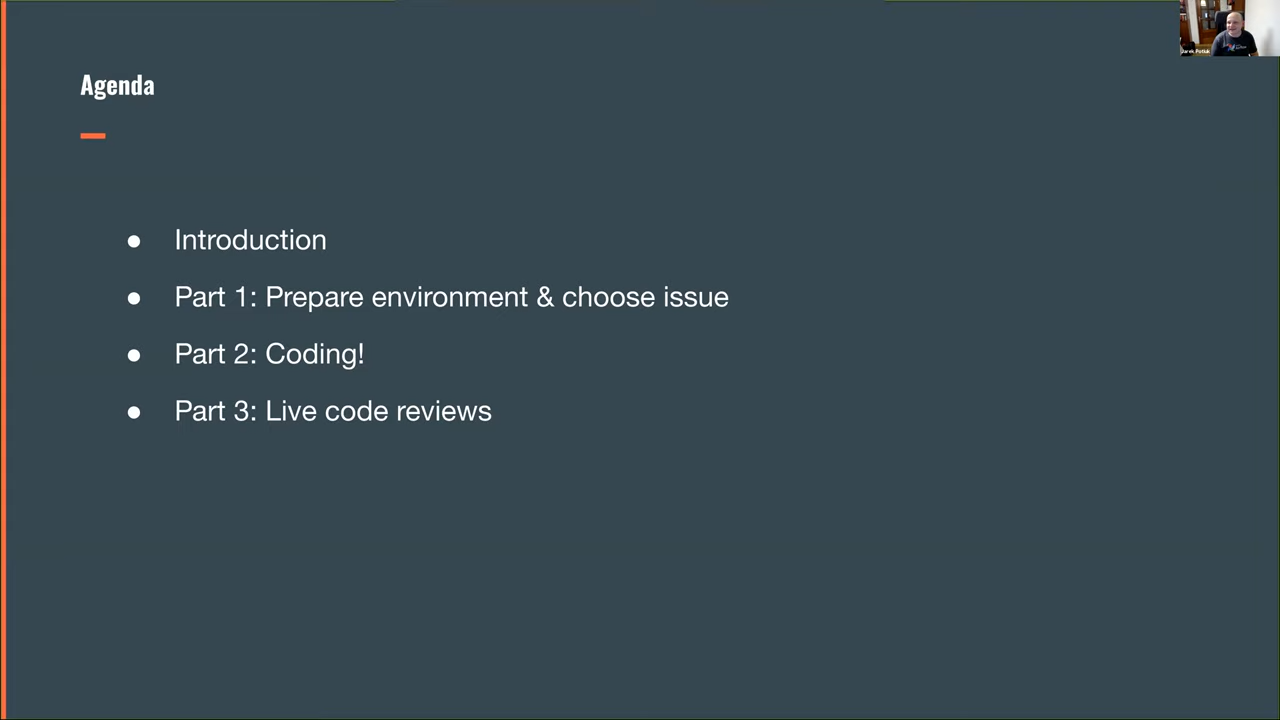 Agenda
Introduction
Part 1: Prepare environment & choose issue
Part 2: Coding!
Part 3: Live code reviews